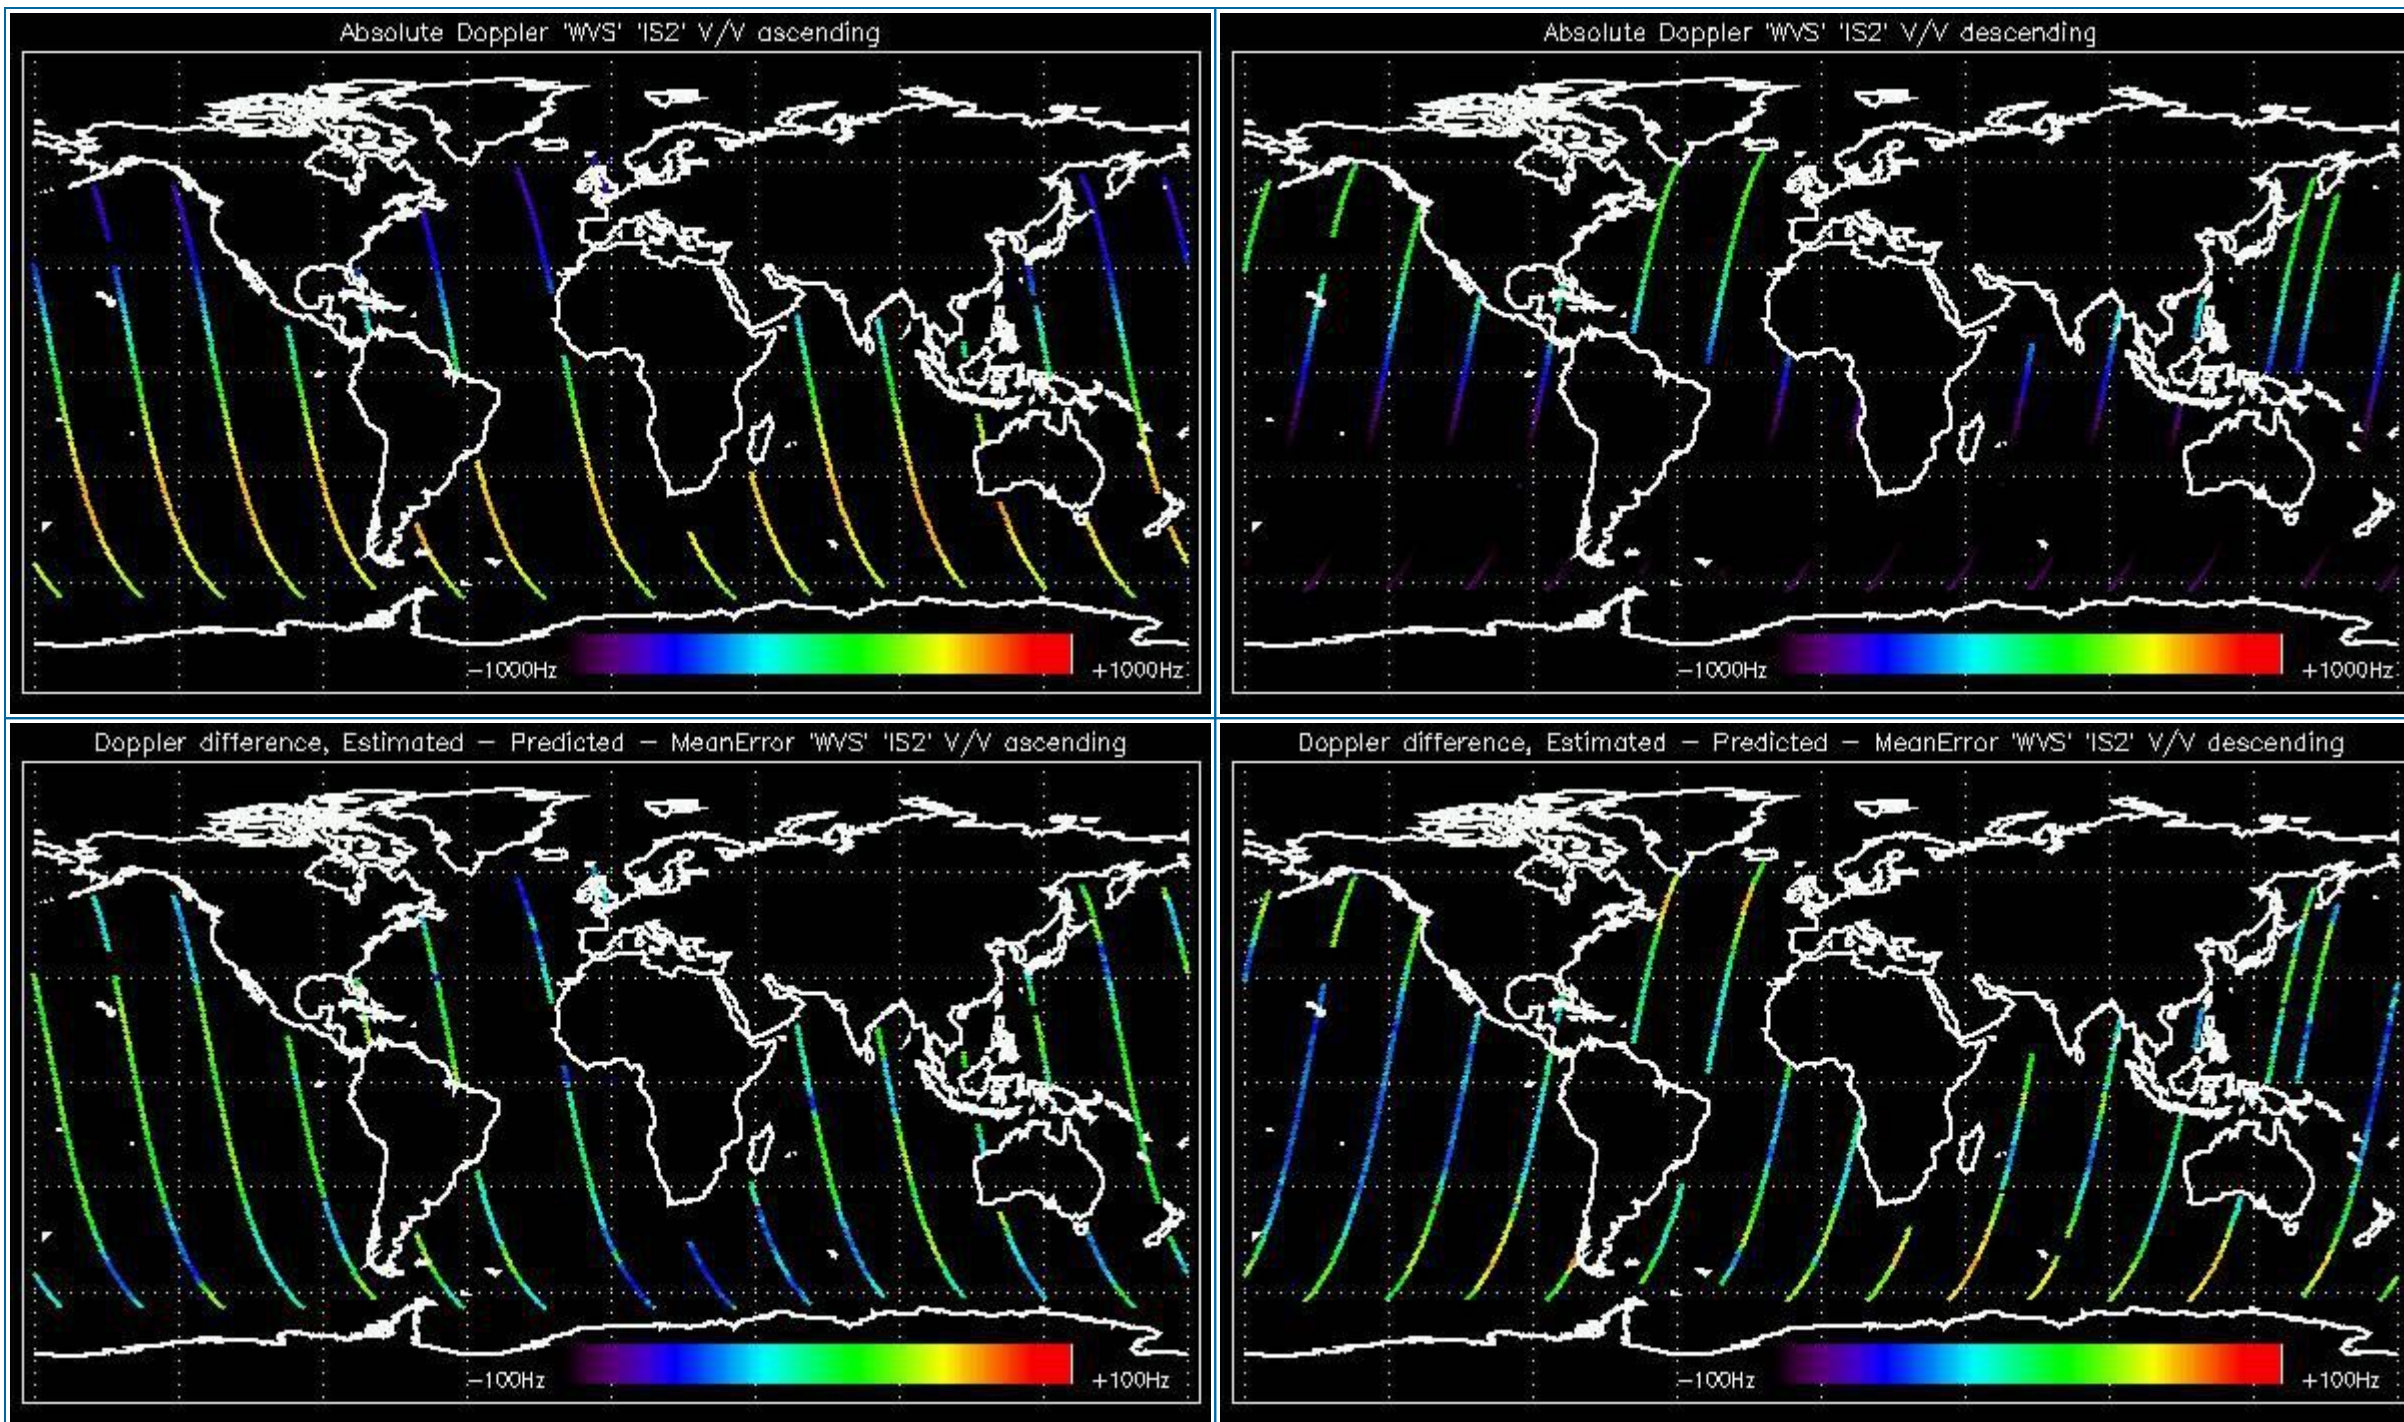 Absolute Doppler 'WVS' 'IS2' V/V ascending
-1000Hz
+1000Hz
Absolute Doppler 'WVS' 'IS2' V/V descending
-1000Hz
+1000Hz
Doppler difference, Estimated - Predicted - MeanError 'WVS' 'IS2' V/V ascending
-100Hz
+100Hz
Doppler difference, Estimated - Predicted - MeanError 'WVS' 'IS2' V/V descending
-100Hz
+100Hz